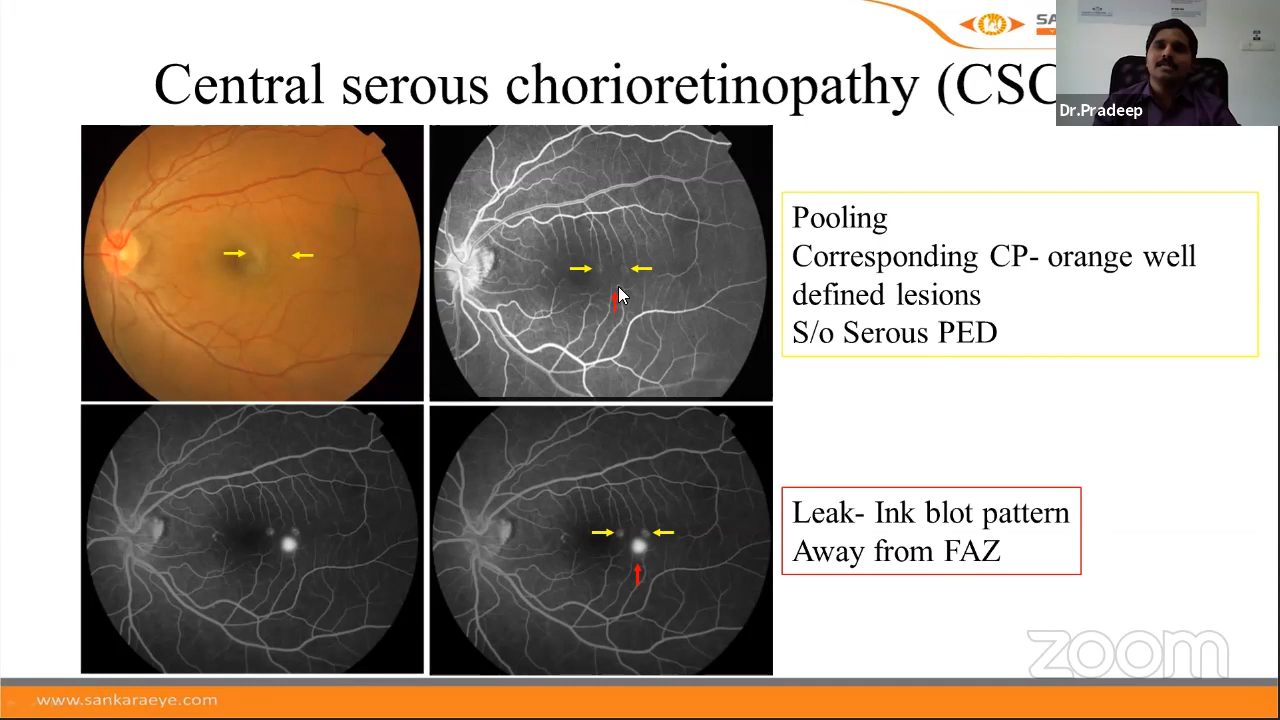 SA
Central serous chorioretinopathy (CSC
Dr.Pradeep
Pooling
Corresponding CP- orange well
defined lesions
S/o Serous PED
Leak- Ink blot pattern
Away from FAZ
zoom
www.sankaraeye.com